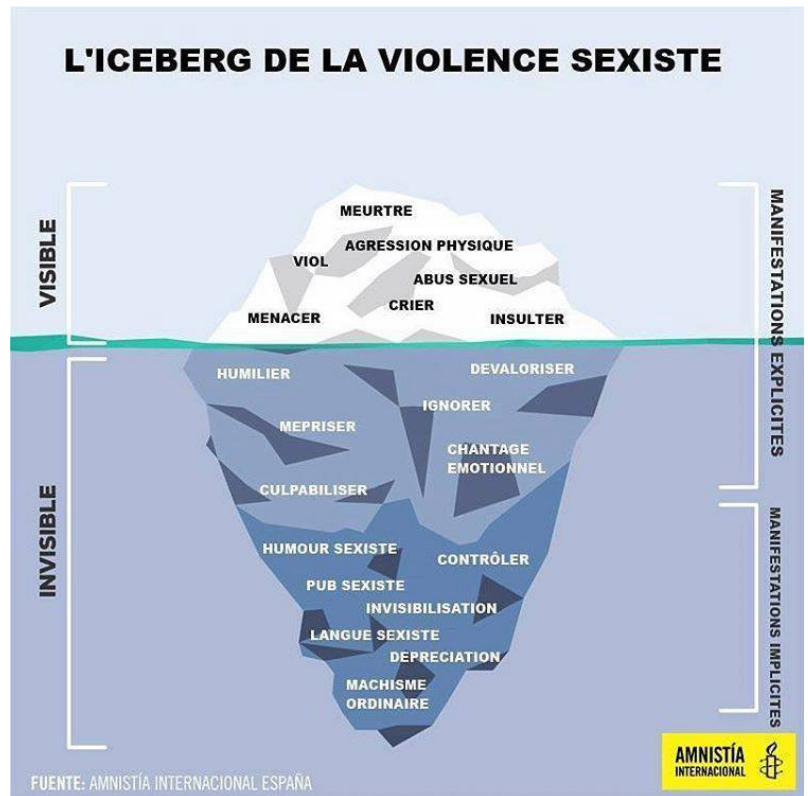 L'ICEBERG DE LA VIOLENCE SEXISTE
VISIBLE
MANIFESTATIONS EXPLICITES
MEURTRE
AGRESSION PHYSIQUE
VIOL
ABUS SEXUEL
CRIER
MENACER
INSULTER
INVISIBLE
HUMILIER
DEVALORISER
IGNORER
MEPRISER
CHANTAGE
EMOTIONNEL
CULPABILISER
MANIFESTATIONS IMPLICITES
HUMOUR SEXISTE
CONTRÔLER
PUB SEXISTE
INVISIBILISATION
LANGUE SEXISTE
DEPRECIATION
MACHISME
ORDINAIRE
AMNISTÍA
INTERNACIONAL
FUENTE: AMNISTÍA INTERNACIONAL ESPAÑA